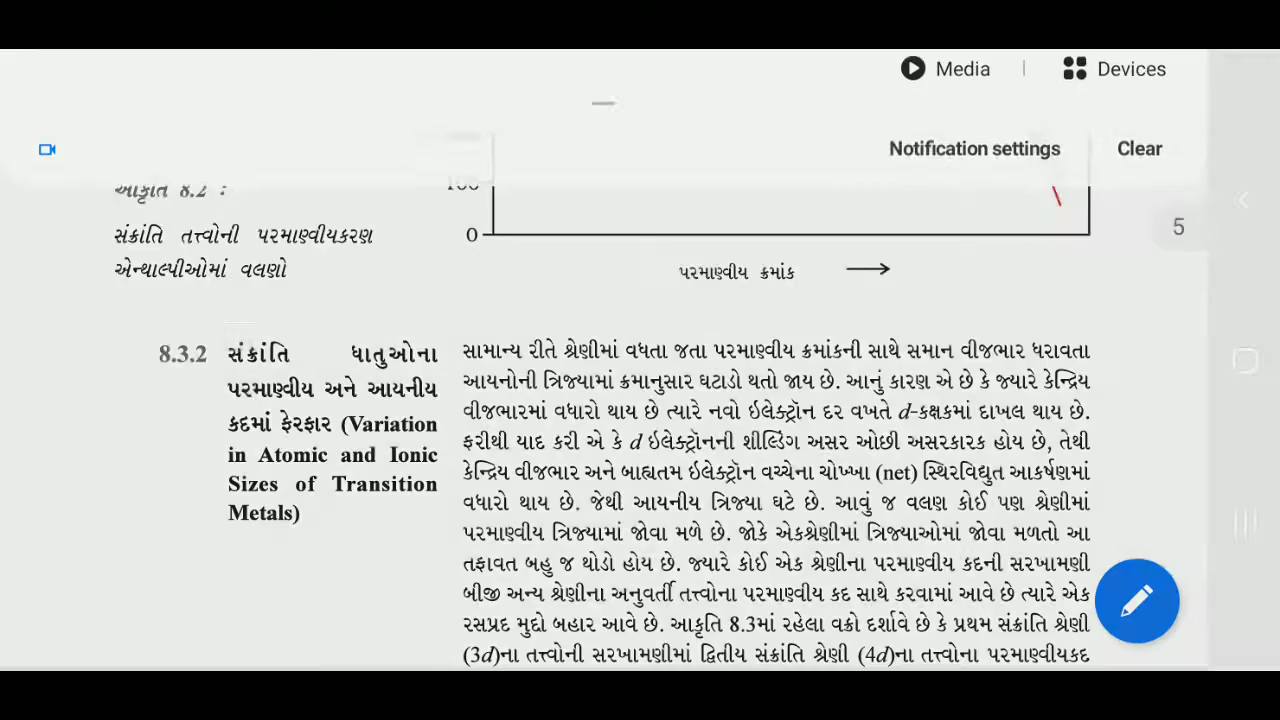 Media | Devices
Notification settings Clear
આકૃતિ 8.2 :
100
5
સંક્રાંતિ તત્ત્વોની પરમાણ્વીયકરણ
0
એન્થાલ્પીઓમાં વલણો
પરમાણ્વીય ક્રમાંક
8.3.2 સંક્રાંતિ ધાતુઓના
પરમાણ્વીય અને આયનીય
કદમાં ફેરફાર (Variation
in Atomic and Ionic
Sizes of Transition
Metals)
સામાન્ય રીતે શ્રેણીમાં વધતા જતા પરમાણ્વીય ક્રમાંકની સાથે સમાન વીજભાર ધરાવતા
આયનોની ત્રિજ્યામાં ક્રમાનુસાર ઘટાડો થતો જાય છે. આનું કારણ એ છે કે જ્યારે કેન્દ્રિય
વીજભારમાં વધારો થાય છે ત્યારે નવો ઇલેક્ટ્રૉન દર વખતે d-કક્ષકમાં દાખલ થાય છે.
ફરીથી યાદ કરી એ કે d ઇલેક્ટ્રૉનની શીલ્ડિંગ અસર ઓછી અસરકારક હોય છે, તેથી
કેન્દ્રિય વીજભાર અને બાહ્યતમ ઇલેક્ટ્રૉન વચ્ચેના ચોખ્ખા (net) સ્થિરવિદ્યુત આકર્ષણમાં
વધારો થાય છે. જેથી આયનીય ત્રિજ્યા ઘટે છે. આવું જ વલણ કોઈ પણ શ્રેણીમાં
પરમાણ્વીય ત્રિજ્યામાં જોવા મળે છે. જોકે એકશ્રેણીમાં ત્રિજ્યાઓમાં જોવા મળતો આ
તફાવત બહુ જ થોડો હોય છે. જ્યારે કોઈ એક શ્રેણીના પરમાણ્વીય કદની સરખામણી
બીજી અન્ય શ્રેણીના અનુવર્તી તત્ત્વોના પરમાણ્વીય કદ સાથે કરવામાં આવે છે ત્યારે એક
રસપ્રદ મુદ્દો બહાર આવે છે. આકૃતિ 8.3માં રહેલા વક્રો દર્શાવે છે કે પ્રથમ સંક્રાંતિ શ્રેણી
(3d)ના તત્ત્વોની સરખામણીમાં દ્વિતીય સંક્રાંતિ શ્રેણી (4d)ના તત્ત્વોના પરમાણ્વીયકદ